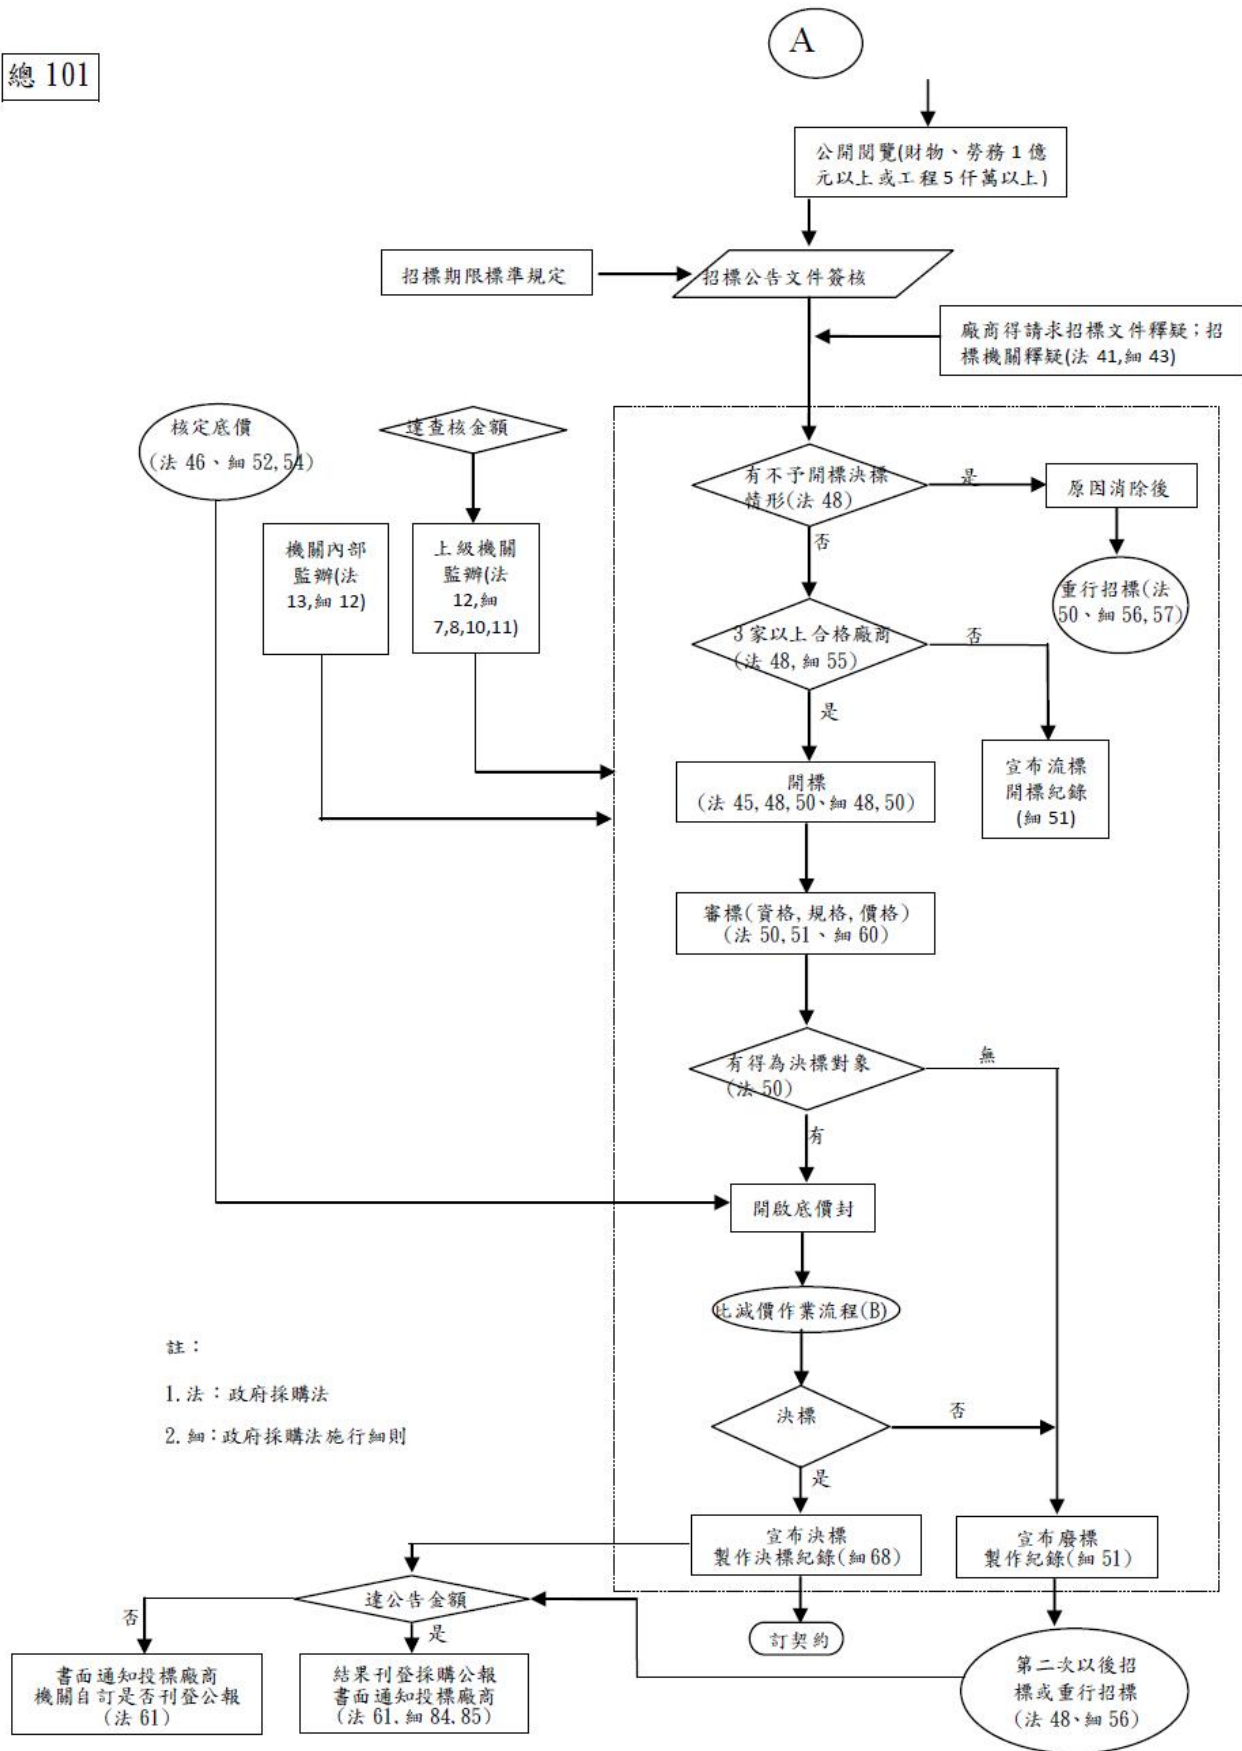 A
總 101
公開閱覽(財物、勞務 1 億
元以上或工程 5 仟萬以上)
招標期限標準規定
招標公告文件簽核
廠商得請求招標文件釋疑；招
標機關釋疑(法 41,細 43)
核定底價
(法 46、細 52,54)
達查核金額
有不予開標決標
情形(法 48)
是
原因消除後
否
機關內部
監辦(法
13,細 12)
上級機關
監辦(法
12,細
7,8,10,11)
重行招標(法
50、細 56,57)
3 家以上合格廠商
(法 48,細 55)
否
是
宣布流標
開標紀錄
(細 51)
開標
(法 45,48,50、細 48,50)
審標(資格,規格,價格)
(法 50,51、細 60)
有得為決標對象
(法 50)
無
有
開啟底價封
比減價作業流程(B)
註：
1.法：政府採購法
2.細：政府採購法施行細則
決標
否
是
宣布決標
製作決標紀錄(細 68)
宣布廢標
製作紀錄(細 51)
達公告金額
否
是
訂契約
書面通知投標廠商
機關自訂是否刊登公報
(法 61)
結果刊登採購公報
書面通知投標廠商
(法 61.細 84.85)
第二次以後招
標或重行招標
(法 48、細 56)